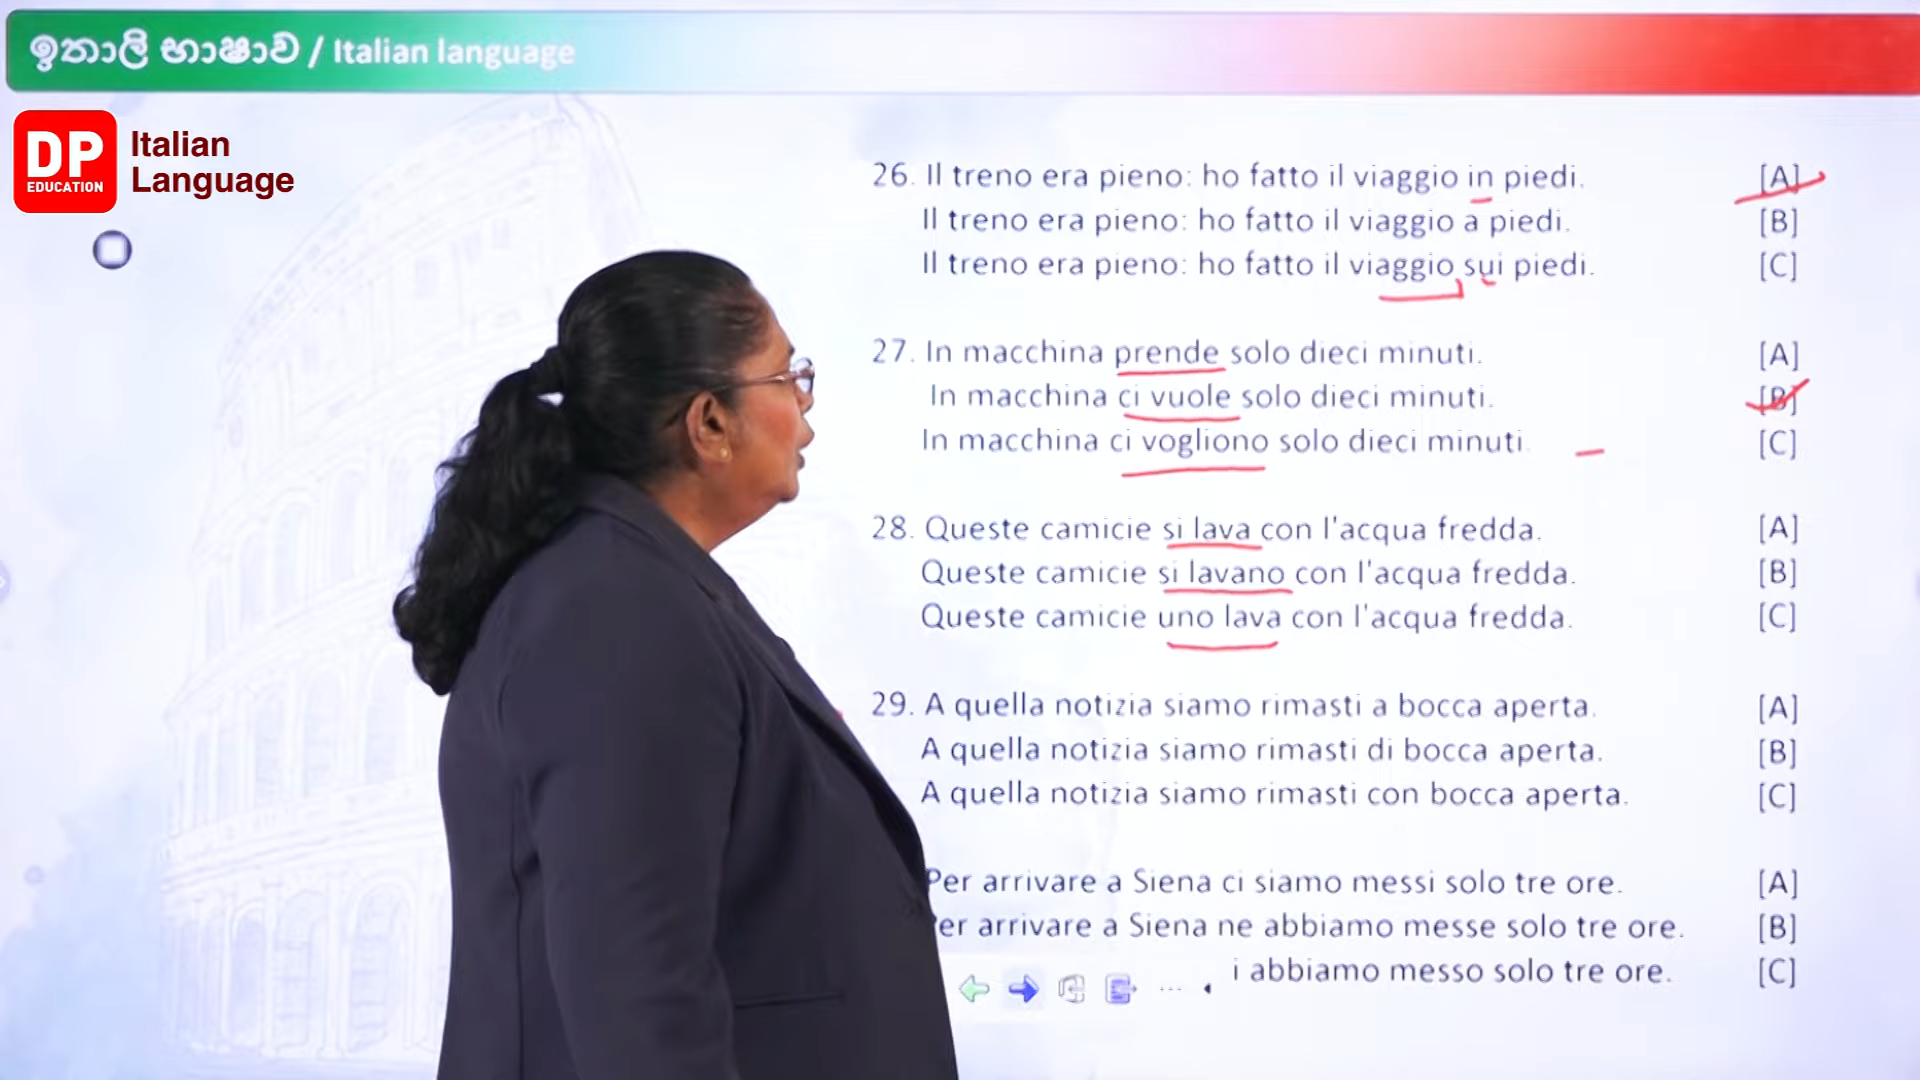 ඉතාලි භාෂාව / Italian language
DP
EDUCATION
Italian
Language
26. Il treno era pieno: ho fatto il viaggio in piedi. [A]
Il treno era pieno: ho fatto il viaggio a piedi. [B]
Il treno era pieno: ho fatto il viaggio sui piedi. [C]
27. In macchina prende solo dieci minuti. [A]
In macchina ci vuole solo dieci minuti. [B]
In macchina ci vogliono solo dieci minuti. [C]
28. Queste camicie si lava con l'acqua fredda. [A]
Queste camicie si lavano con l'acqua fredda. [B]
Queste camicie uno lava con l'acqua fredda. [C]
29. A quella notizia siamo rimasti a bocca aperta. [A]
A quella notizia siamo rimasti di bocca aperta. [B]
A quella notizia siamo rimasti con bocca aperta. [C]
Per arrivare a Siena ci siamo messi solo tre ore. [A]
er arrivare a Siena ne abbiamo messe solo tre ore. [B]
i abbiamo messo solo tre ore. [C]